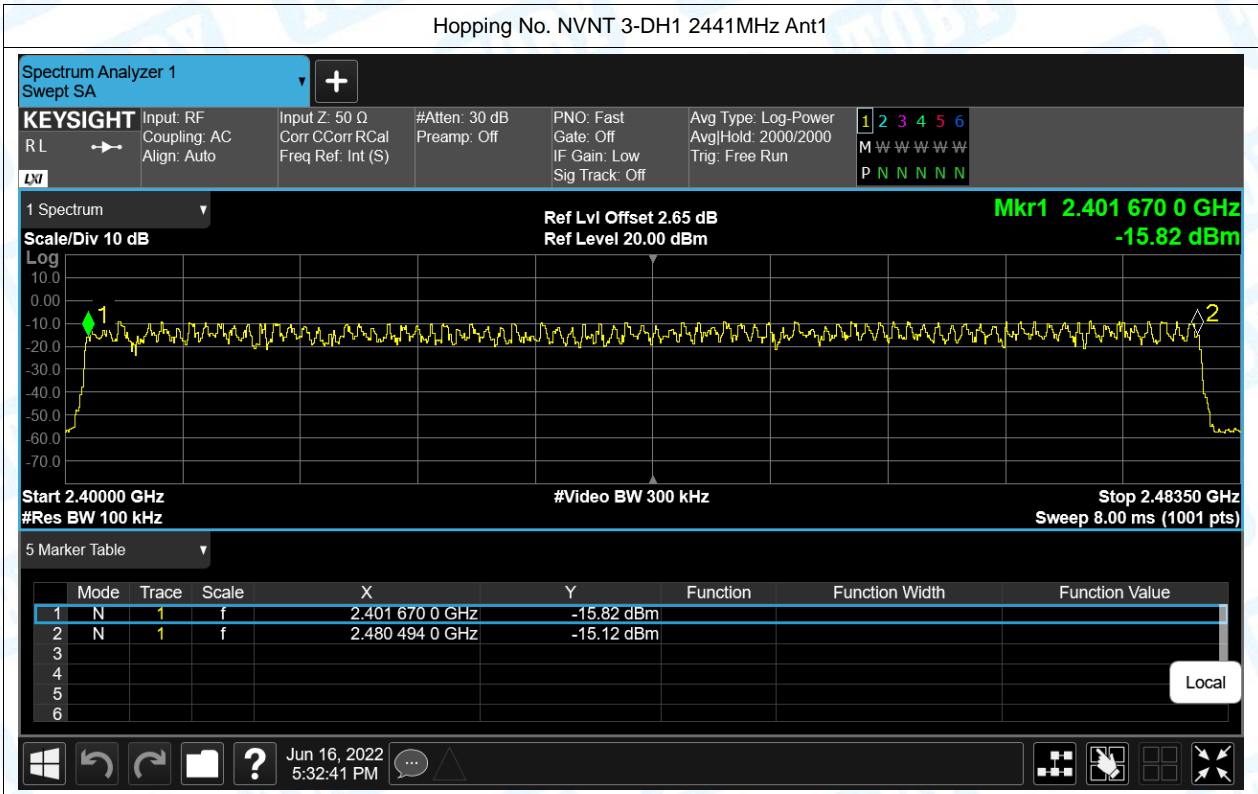 Hopping No. NVNT 3-DH1 2441MHz Ant1
Spectrum Analyzer 1
Swept SA
KEYSIGHT Input: RF Input Z: 50 Ω #Atten: 30 dB PNO: Fast Avg Type: Log-Power 1 2 3 4 5 6
R L Coupling: AC Corr CCorr RCal Preamp: Off Gate: Off Avg|Hold: 2000/2000 M W W W W W
Align: Auto Freq Ref: Int (S) IF Gain: Low Trig: Free Run
LXI Sig Track: Off P N N N N N
1 Spectrum Ref Lvl Offset 2.65 dB Mkr1 2.401 670 0 GHz
Scale/Div 10 dB Ref Level 20.00 dBm -15.82 dBm
Log
10.0
0.00
1 2
-10.0
-20.0
-30.0
-40.0
-50.0
-60.0
-70.0
Start 2.40000 GHz #Video BW 300 kHz Stop 2.48350 GHz
#Res BW 100 kHz Sweep 8.00 ms (1001 pts)
5 Marker Table
Mode Trace Scale X Y Function Function Width Function Value
1 N 1 f 2.401 670 0 GHz -15.82 dBm
2 N 1 f 2.480 494 0 GHz -15.12 dBm
3
4
5
6
Local
? Jun 16, 2022
5:32:41 PM